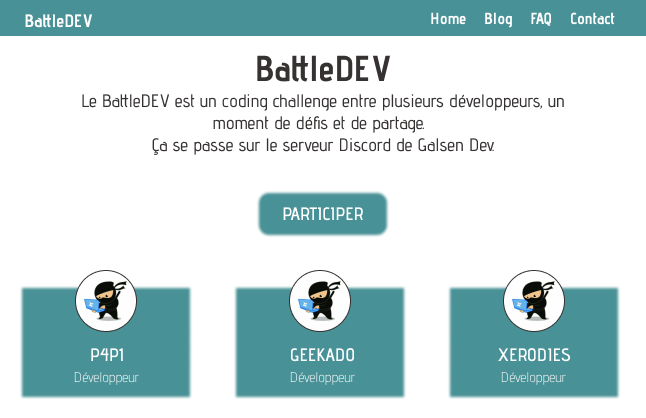 BattleDEV Home Blog FAQ Contact
BattleDEV
Le BattleDEV est un coding challenge entre plusieurs développeurs, un
moment de défis et de partage.
Ça se passe sur le serveur Discord de Galsen Dev.
PARTICIPER
P4P1 GEEKADO XERODIES
Développeur Développeur Développeur